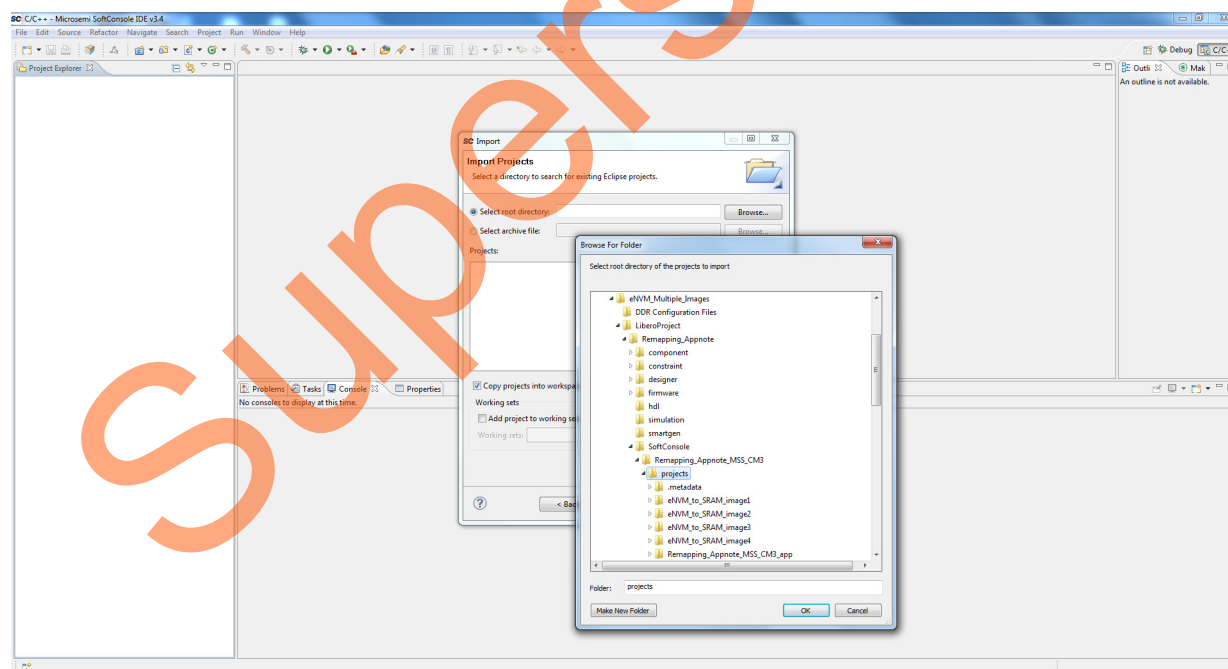 SC C/C++ - Microsemi SoftConsole IDE v3.4
File Edit Source Refactor Navigate Search Project Run Window Help
Debug C/C+
Project Explorer
Outli Mak
An outline is not available.
SC Import
Import Projects
Select a directory to search for existing Eclipse projects.
Select root directory:
Browse...
Select archive file:
Browse...
Projects:
Copy projects into workspa
Working sets
Add project to working se
Working sets:
< Bac
Browse For Folder
Select root directory of the projects to import
eNVM_Multiple_Images
DDR Configuration Files
LiberoProject
Remapping_Appnote
component
constraint
designer
firmware
hdl
simulation
smartgen
SoftConsole
Remapping_Appnote_MSS_CM3
projects
.metadata
eNVM_to_SRAM_image1
eNVM_to_SRAM_image2
eNVM_to_SRAM_image3
eNVM_to_SRAM_image4
Remapping_Appnote_MSS_CM3_app
Folder: projects
Make New Folder OK Cancel
Problems Tasks Console Properties
No consoles to display at this time.
Supers